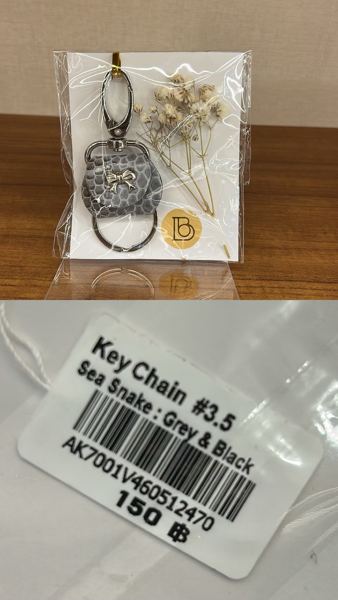 B
Key Chain #3.5
Sea Snake : Grey & Black
AK7001V460512470
150 ฿